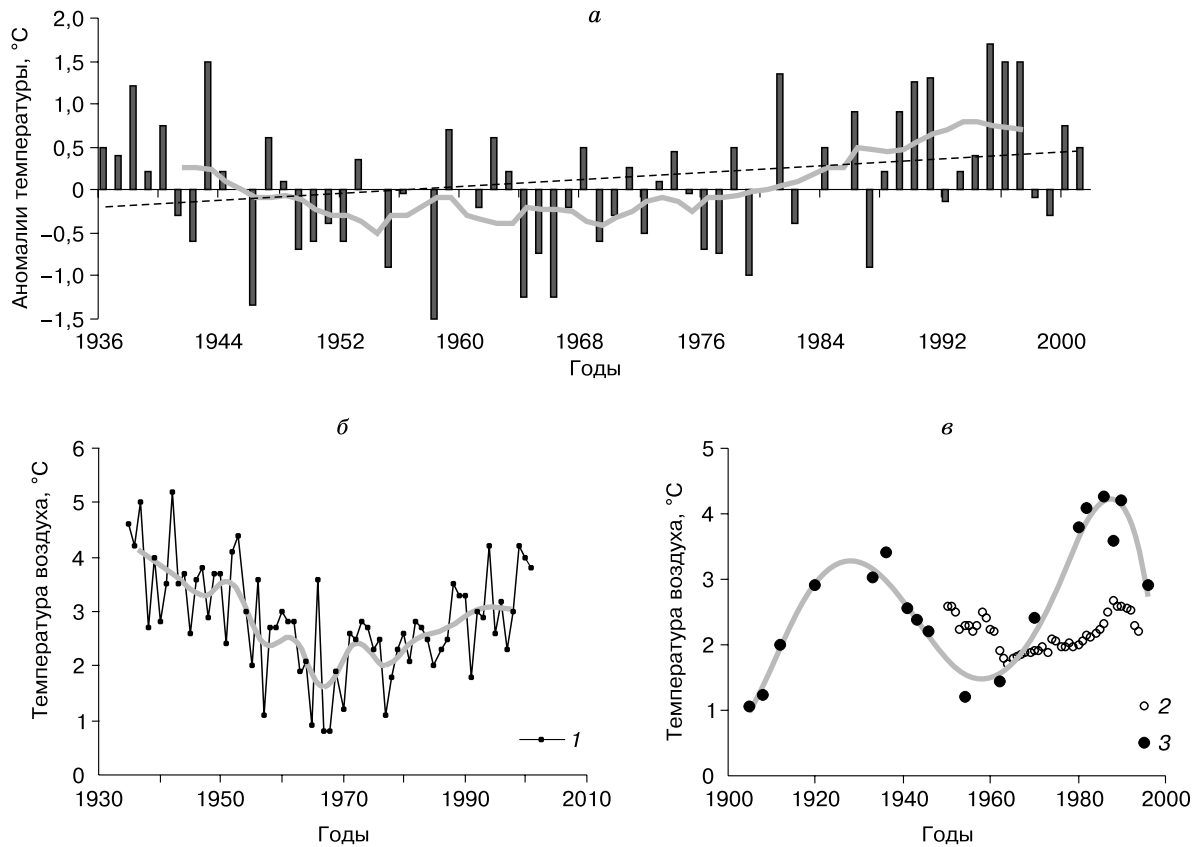 а
Аномалии температуры, °C
2,0
1,5
1,0
0,5
0
−0,5
−1,0
−1,5
1936 1944 1952 1960 1968 1976 1984 1992 2000
Годы
б
Температура воздуха, °C
6
5
4
3
2
1
0
1
1930 1950 1970 1990 2010
Годы
в
Температура воздуха, °C
5
4
3
2
1
0
2
3
1900 1920 1940 1960 1980 2000
Годы